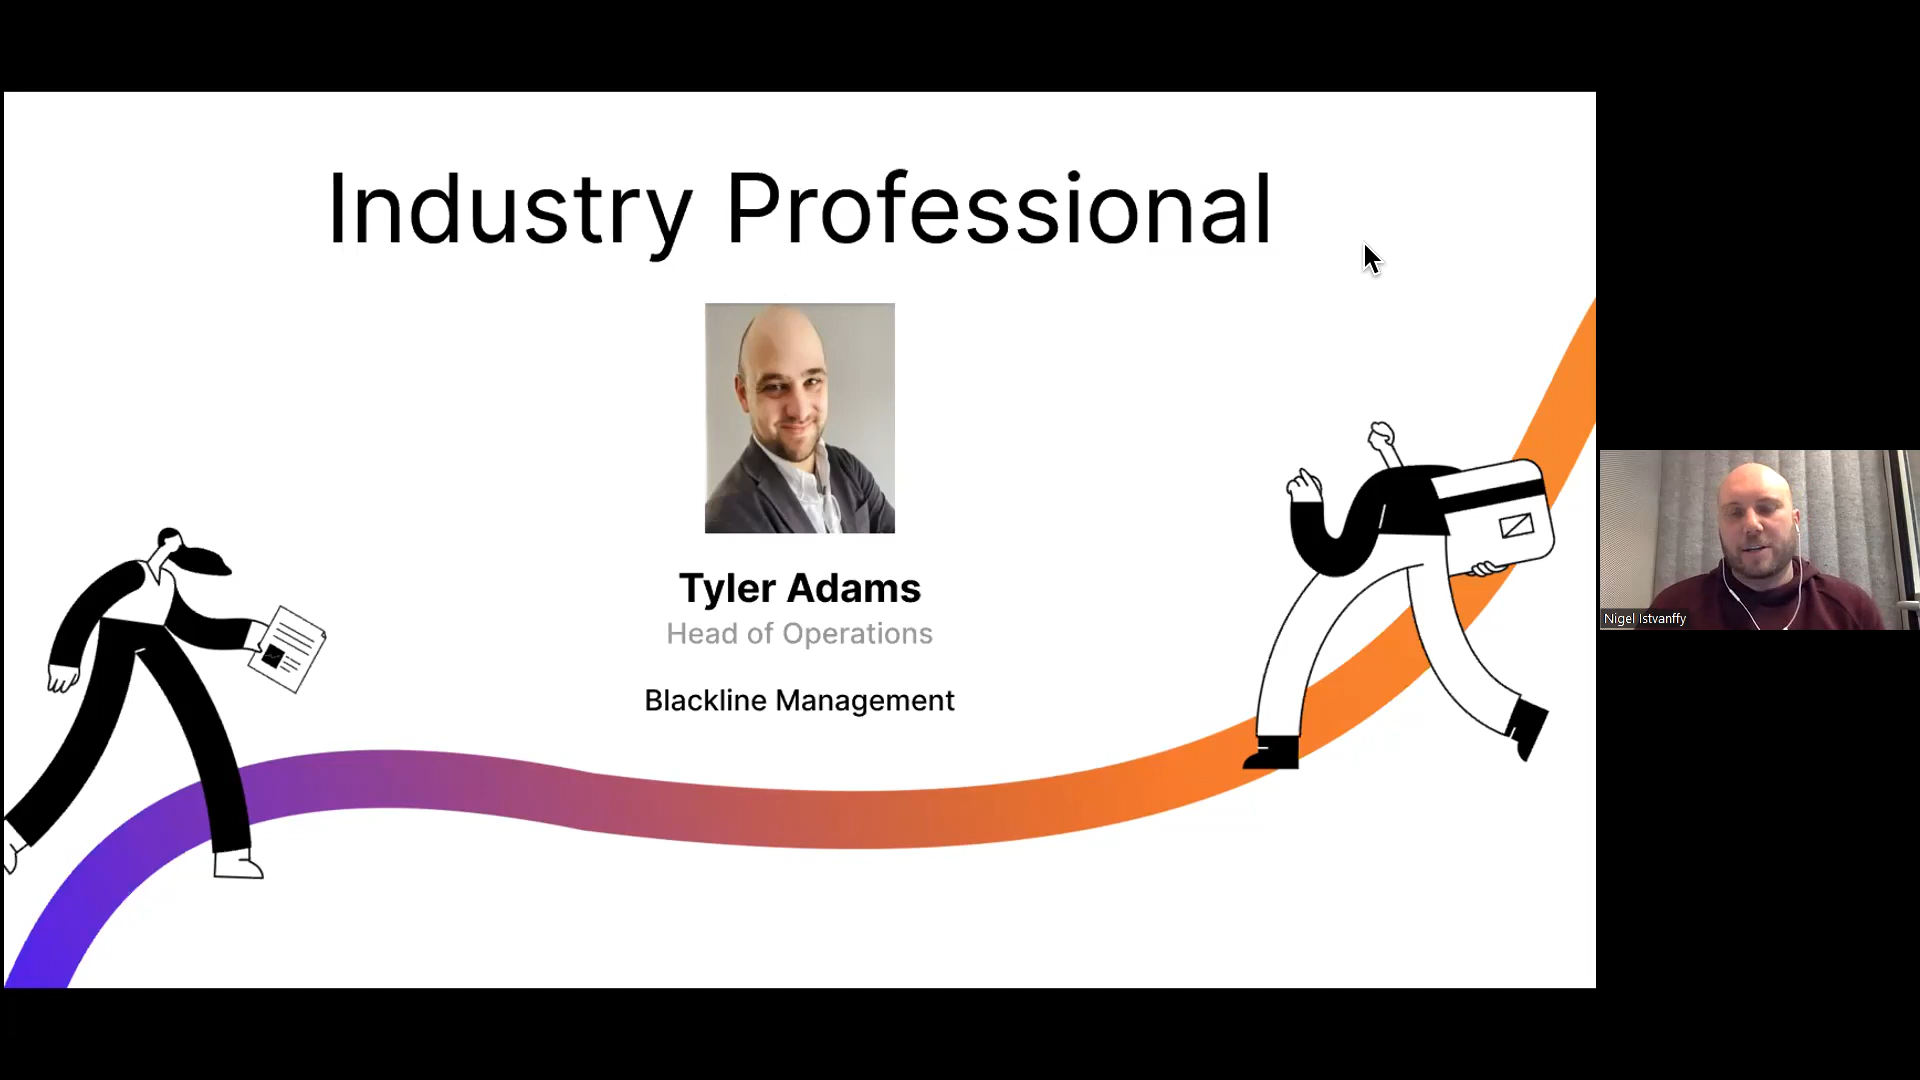 Industry Professional
Tyler Adams
Head of Operations
Blackline Management
Nigel Istvanffy